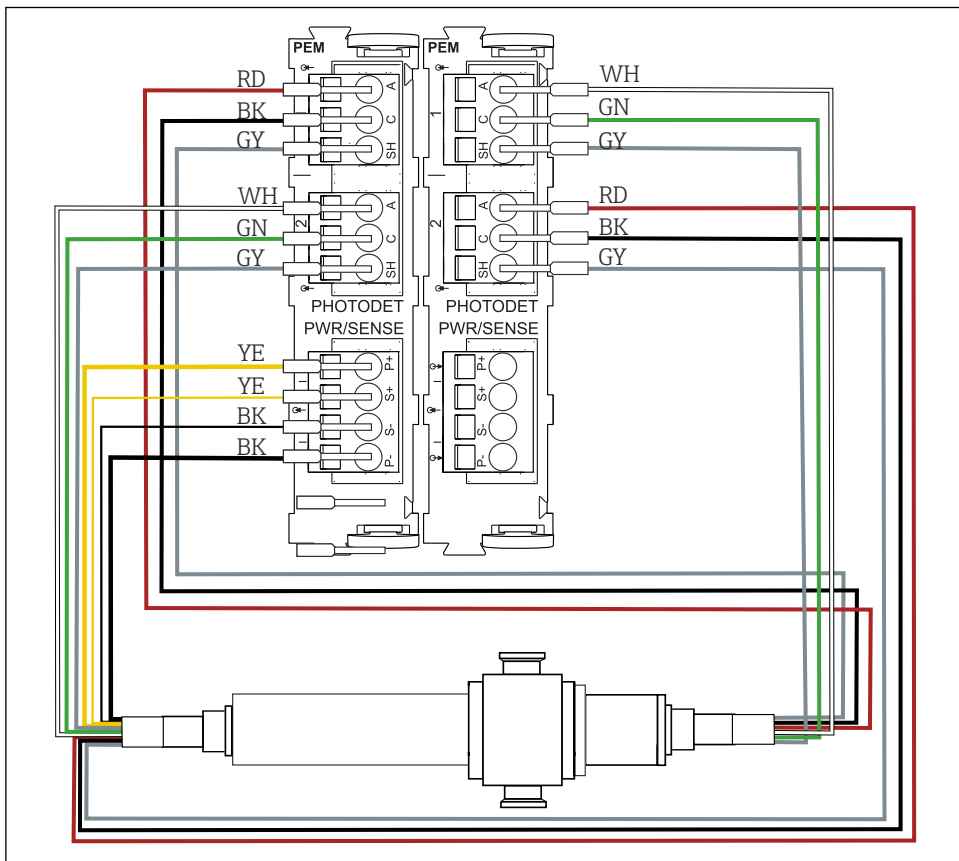 PEM PEM
RD A A WH
BK 1 C 1 C GN
GY SH SH GY
WH A A RD
GN 2 C 2 C BK
GY SH SH GY
PHOTODET PHOTODET
PWR/SENSE PWR/SENSE
YE P+ P+
YE S+ S+
BK S- S-
BK P- P-